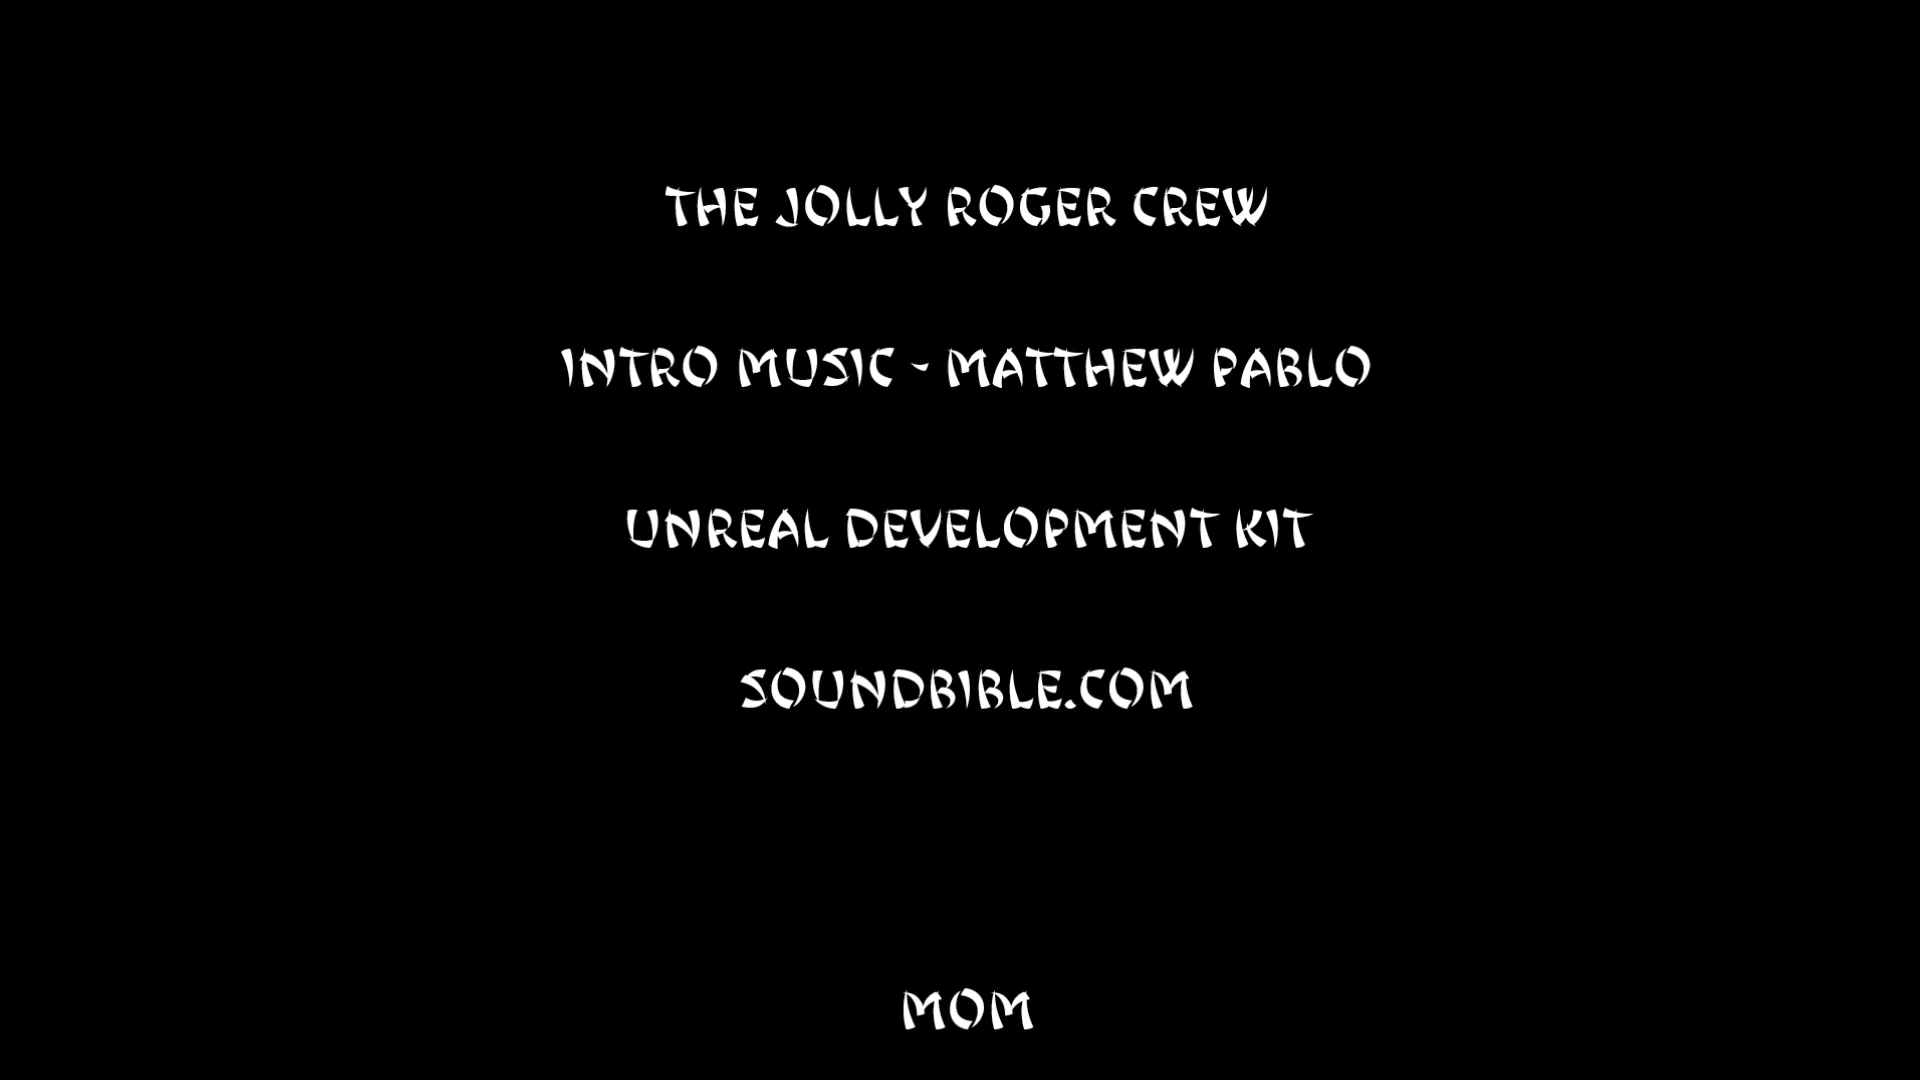 THE JOLLY ROGER CREW
INTRO MUSIC - MATTHEW PABLO
UNREAL DEVELOPMENT KIT
SOUNDBIBLE.COM
MOM